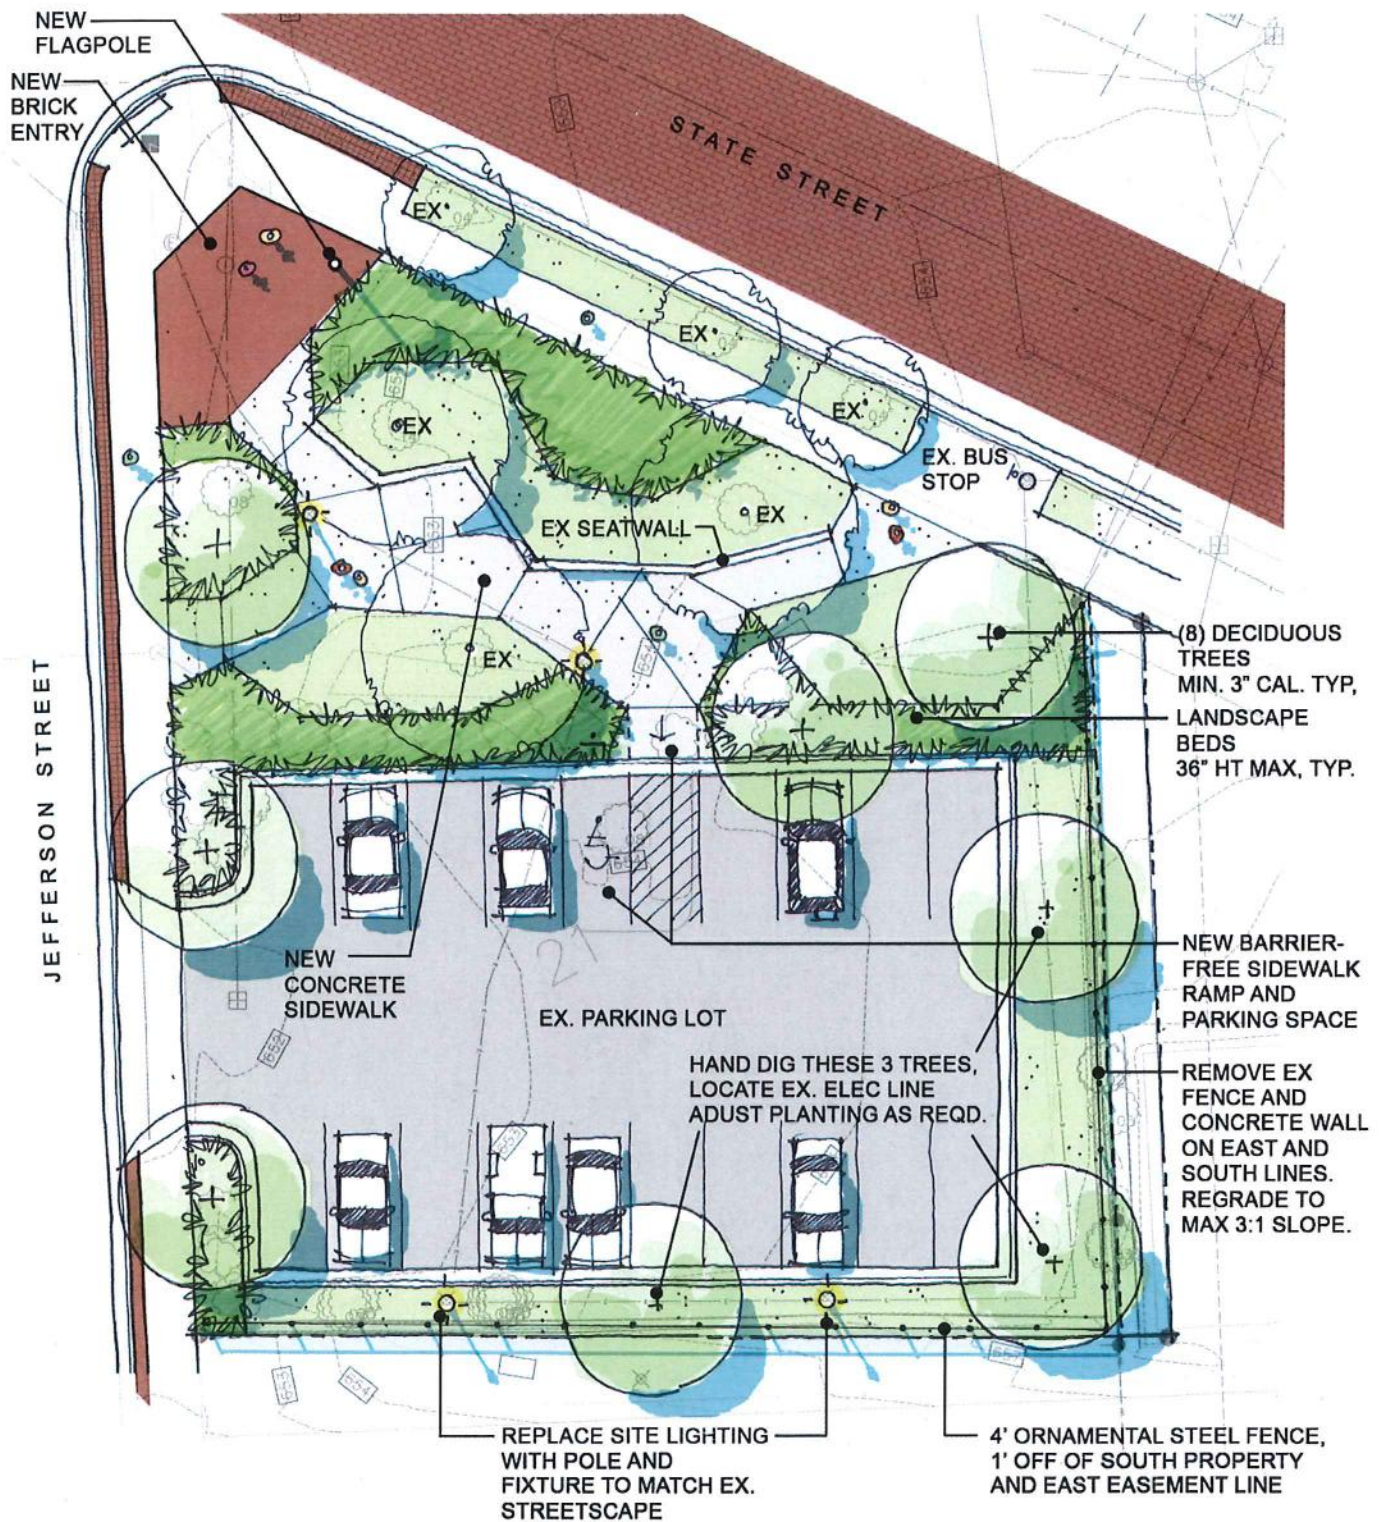 NEW
FLAGPOLE
NEW
BRICK
ENTRY
STATE STREET
EX
EX
EX
EX
EX. BUS
STOP
EX SEATWALL
EX
EX
(8) DECIDUOUS
TREES
MIN. 3" CAL. TYP,
LANDSCAPE
BEDS
36" HT MAX, TYP.
JEFFERSON STREET
NEW
CONCRETE
SIDEWALK
EX. PARKING LOT
NEW BARRIER-
FREE SIDEWALK
RAMP AND
PARKING SPACE
HAND DIG THESE 3 TREES,
LOCATE EX. ELEC LINE
ADUST PLANTING AS REQD.
REMOVE EX
FENCE AND
CONCRETE WALL
ON EAST AND
SOUTH LINES.
REGRADE TO
MAX 3:1 SLOPE.
21
652
653
653
654
REPLACE SITE LIGHTING
WITH POLE AND
FIXTURE TO MATCH EX.
STREETSCAPE
4' ORNAMENTAL STEEL FENCE,
1' OFF OF SOUTH PROPERTY
AND EAST EASEMENT LINE